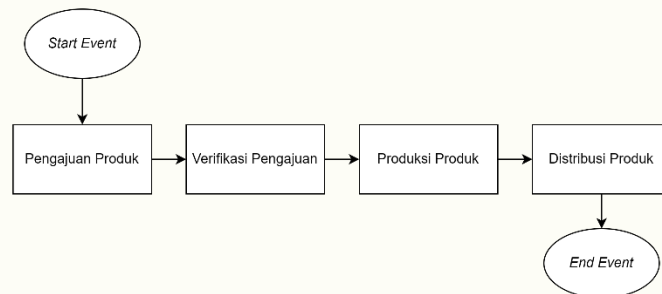 Start Event
Pengajuan Produk
Verifikasi Pengajuan
Produksi Produk
Distribusi Produk
End Event